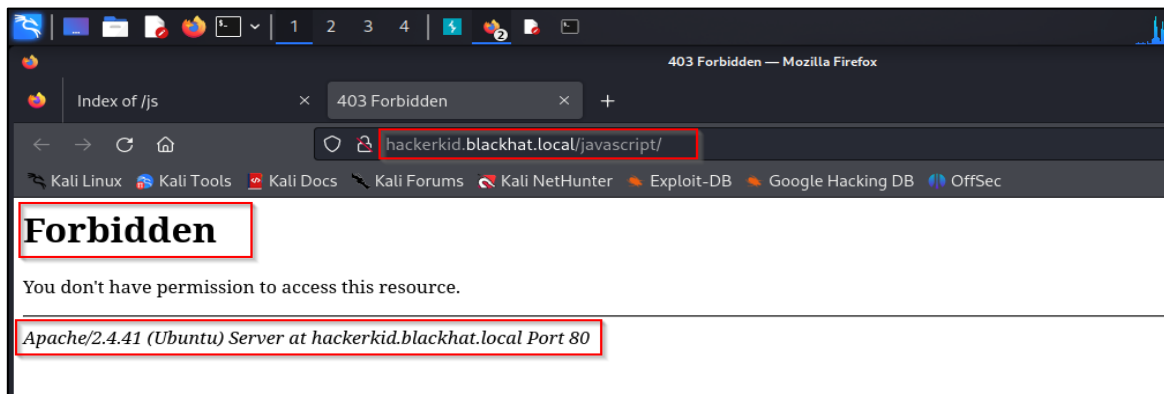 1 2 3 4 2
403 Forbidden — Mozilla Firefox
Index of /js × 403 Forbidden × +
hackerkid.blackhat.local/javascript/
Kali Linux Kali Tools Kali Docs Kali Forums Kali NetHunter Exploit-DB Google Hacking DB OffSec
Forbidden
You don't have permission to access this resource.
Apache/2.4.41 (Ubuntu) Server at hackerkid.blackhat.local Port 80